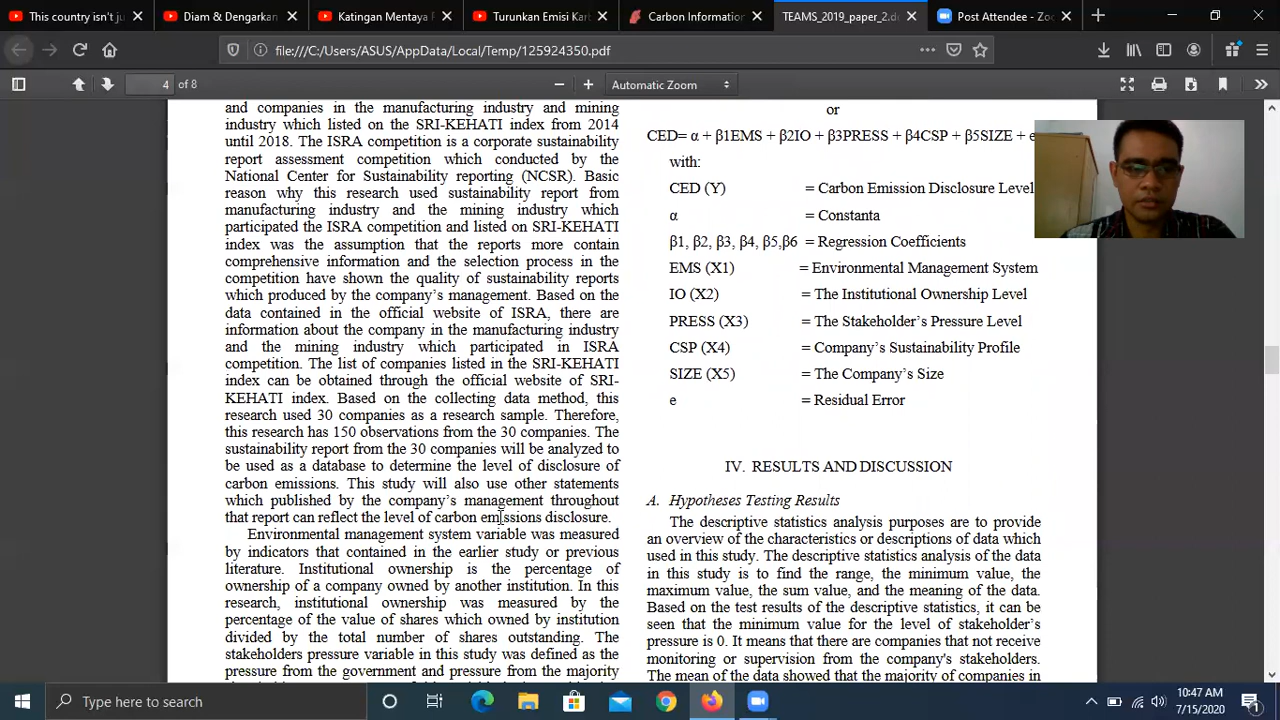 This country isn't ju
Diam & Dengarkan
Katingan Mentaya
Turunkan Emisi Kar
Carbon Information
TEAMS_2019_paper_2.d
Post Attendee - Zoo
file:///C:/Users/ASUS/AppData/Local/Temp/125924350.pdf
4 of 8
Automatic Zoom
and companies in the manufacturing industry and mining
industry which listed on the SRI-KEHATI index from 2014
until 2018. The ISRA competition is a corporate sustainability
report assessment competition which conducted by the
National Center for Sustainability reporting (NCSR). Basic
reason why this research used sustainability report from
manufacturing industry and the mining industry which
participated the ISRA competition and listed on SRI-KEHATI
index was the assumption that the reports more contain
comprehensive information and the selection process in the
competition have shown the quality of sustainability reports
which produced by the company's management. Based on the
data contained in the official website of ISRA, there are
information about the company in the manufacturing industry
and the mining industry which participated in ISRA
competition. The list of companies listed in the SRI-KEHATI
index can be obtained through the official website of SRI-
KEHATI index. Based on the collecting data method, this
research used 30 companies as a research sample. Therefore,
this research has 150 observations from the 30 companies. The
sustainability report from the 30 companies will be analyzed to
be used as a database to determine the level of disclosure of
carbon emissions. This study will also use other statements
which published by the company's management throughout
that report can reflect the level of carbon emissions disclosure.
Environmental management system variable was measured
by indicators that contained in the earlier study or previous
literature. Institutional ownership is the percentage of
ownership of a company owned by another institution. In this
research, institutional ownership was measured by the
percentage of the value of shares which owned by institution
divided by the total number of shares outstanding. The
stakeholders pressure variable in this study was defined as the
pressure from the government and pressure from the majority
or
CED= α + β1EMS + β2IO + β3PRESS + β4CSP + β5SIZE + e
with:
CED (Y) = Carbon Emission Disclosure Level
α = Constanta
β1, β2, β3, β4, β5,β6 = Regression Coefficients
EMS (X1) = Environmental Management System
IO (X2) = The Institutional Ownership Level
PRESS (X3) = The Stakeholder's Pressure Level
CSP (X4) = Company's Sustainability Profile
SIZE (X5) = The Company's Size
e = Residual Error
IV. RESULTS AND DISCUSSION
A. Hypotheses Testing Results
The descriptive statistics analysis purposes are to provide
an overview of the characteristics or descriptions of data which
used in this study. The descriptive statistics analysis of the data
in this study is to find the range, the minimum value, the
maximum value, the sum value, and the meaning of the data.
Based on the test results of the descriptive statistics, it can be
seen that the minimum value for the level of stakeholder's
pressure is 0. It means that there are companies that not receive
monitoring or supervision from the company's stakeholders.
The mean of the data showed that the majority of companies in
Type here to search
10:47 AM
7/15/2020